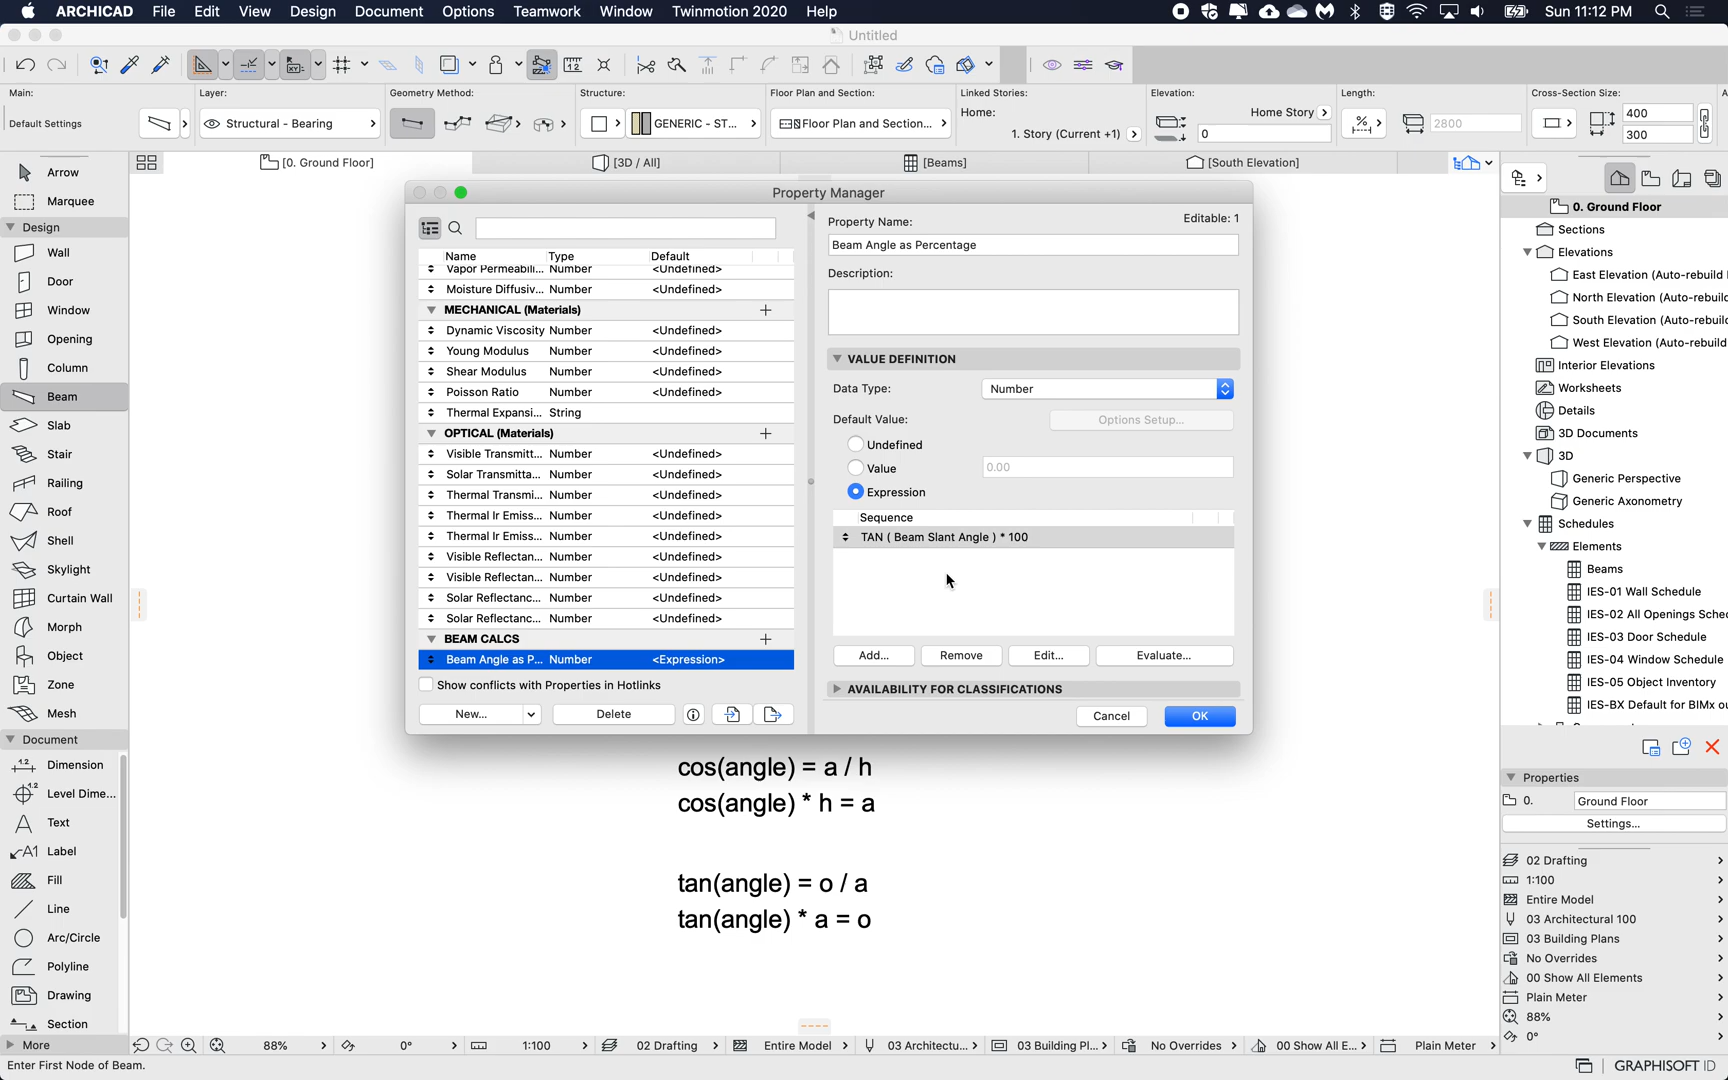 ARCHICAD File Edit View Design Document Options Teamwork Window Twinmotion 2020 Help
Sun 11:12 PM
Untitled
Main:
Layer:
Geometry Method:
Structure:
Floor Plan and Section:
Linked Stories:
Elevation:
Length:
Cross-Section Size:
Default Settings
Structural - Bearing
GENERIC - ST...
Floor Plan and Section...
Home:
1. Story (Current +1)
Home Story
0
2800
400
300
[0. Ground Floor]
[3D / All]
[Beams]
[South Elevation]
Arrow
Marquee
Design
Wall
Door
Window
Opening
Column
Beam
Slab
Stair
Railing
Roof
Shell
Skylight
Curtain Wall
Morph
Object
Zone
Mesh
Document
Dimension
Level Dime...
Text
Label
Fill
Line
Arc/Circle
Polyline
Drawing
Section
More
Property Manager
Name Type Default
Vapor Permeabili... Number <Undefined>
Moisture Diffusiv... Number <Undefined>
MECHANICAL (Materials)
Dynamic Viscosity Number <Undefined>
Young Modulus Number <Undefined>
Shear Modulus Number <Undefined>
Poisson Ratio Number <Undefined>
Thermal Expansi... String
OPTICAL (Materials)
Visible Transmitt... Number <Undefined>
Solar Transmitta... Number <Undefined>
Thermal Transmi... Number <Undefined>
Thermal Ir Emiss... Number <Undefined>
Thermal Ir Emiss... Number <Undefined>
Visible Reflectan... Number <Undefined>
Visible Reflectan... Number <Undefined>
Solar Reflectanc... Number <Undefined>
Solar Reflectanc... Number <Undefined>
BEAM CALCS
Beam Angle as P... Number <Expression>
Show conflicts with Properties in Hotlinks
New...
Delete
Property Name:
Editable: 1
Beam Angle as Percentage
Description:
VALUE DEFINITION
Data Type:
Number
Default Value:
Options Setup...
Undefined
Value
0.00
Expression
Sequence
TAN ( Beam Slant Angle ) * 100
Add...
Remove
Edit...
Evaluate...
AVAILABILITY FOR CLASSIFICATIONS
Cancel
OK
cos(angle) = a / h
cos(angle) * h = a
tan(angle) = o / a
tan(angle) * a = o
0. Ground Floor
Sections
Elevations
East Elevation (Auto-rebuild
North Elevation (Auto-rebuild
South Elevation (Auto-rebuild
West Elevation (Auto-rebuild
Interior Elevations
Worksheets
Details
3D Documents
3D
Generic Perspective
Generic Axonometry
Schedules
Elements
Beams
IES-01 Wall Schedule
IES-02 All Openings Sche
IES-03 Door Schedule
IES-04 Window Schedule
IES-05 Object Inventory
IES-BX Default for BIMx ou
Properties
0.
Ground Floor
Settings...
02 Drafting
1:100
Entire Model
03 Architectural 100
03 Building Plans
No Overrides
00 Show All Elements
Plain Meter
88%
0°
88%
0°
1:100
02 Drafting
Entire Model
03 Architectu...
03 Building Pl...
No Overrides
00 Show All E...
Plain Meter
Enter First Node of Beam.
GRAPHISOFT ID